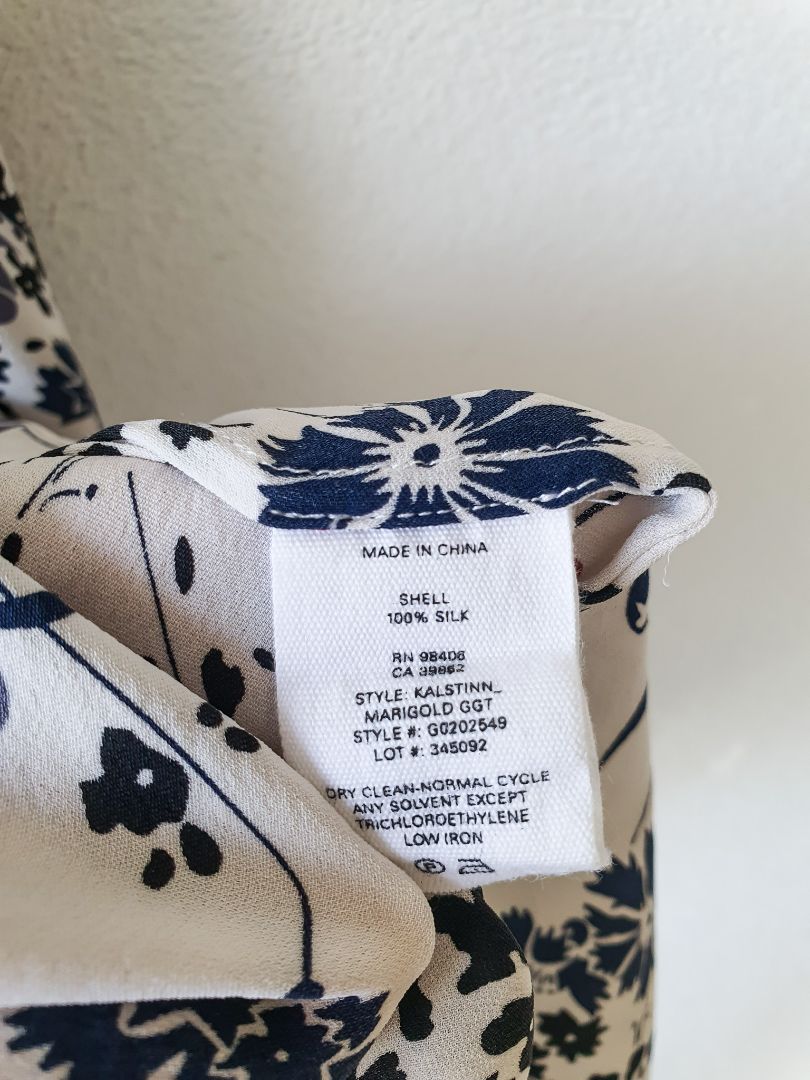 MADE IN CHINA
SHELL
100% SILK
RN 98406
CA 39862
STYLE: KALSTINN_
MARIGOLD GGT
STYLE #: G0202549
LOT #: 345092
DRY CLEAN-NORMAL CYCLE
ANY SOLVENT EXCEPT
TRICHLOROETHYLENE
LOW IRON
P